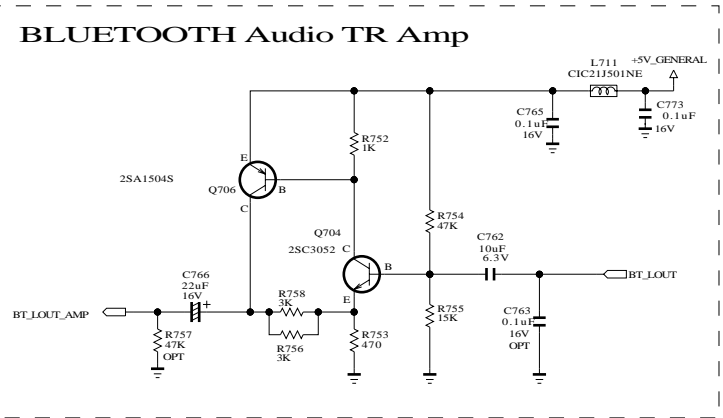 BLUETOOTH Audio TR Amp
L711
CIC21J501NE
+5V_GENERAL
C765
0.1uF
16V
C773
0.1uF
16V
R752
1K
E
2SA1504S
Q706
B
C
R754
47K
Q704
2SC3052
C
B
E
C762
10uF
6.3V
BT_LOUT
C766
22uF
16V
+
BT_LOUT_AMP
R758
3K
R756
3K
R757
47K
OPT
R753
470
R755
15K
C763
0.1uF
16V
OPT